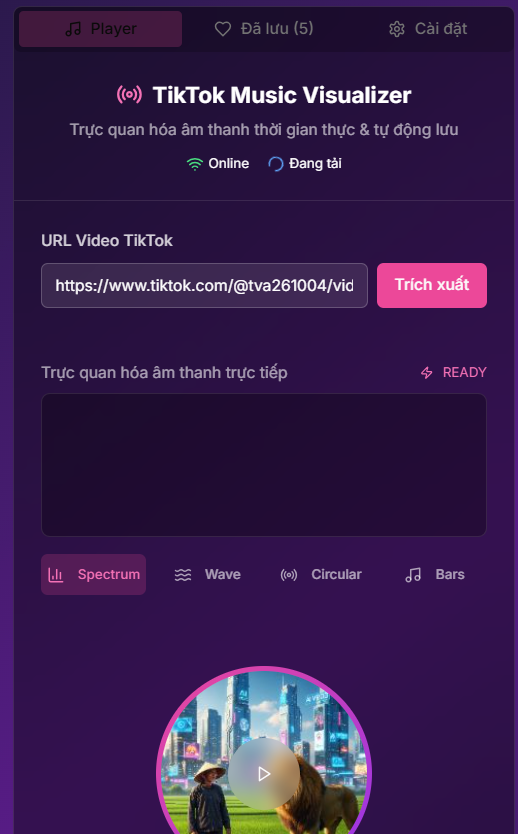 Player
Đã lưu (5)
Cài đặt
TikTok Music Visualizer
Trực quan hóa âm thanh thời gian thực & tự động lưu
Online
Đang tải
URL Video TikTok
https://www.tiktok.com/@tva261004/vid
Trích xuất
Trực quan hóa âm thanh trực tiếp
READY
Spectrum
Wave
Circular
Bars